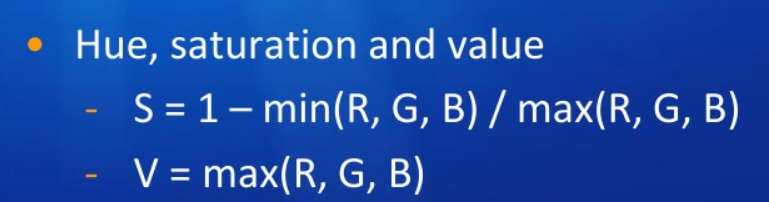 • Hue, saturation and value
- S = 1 – min(R, G, B) / max(R, G, B)
- V = max(R, G, B)